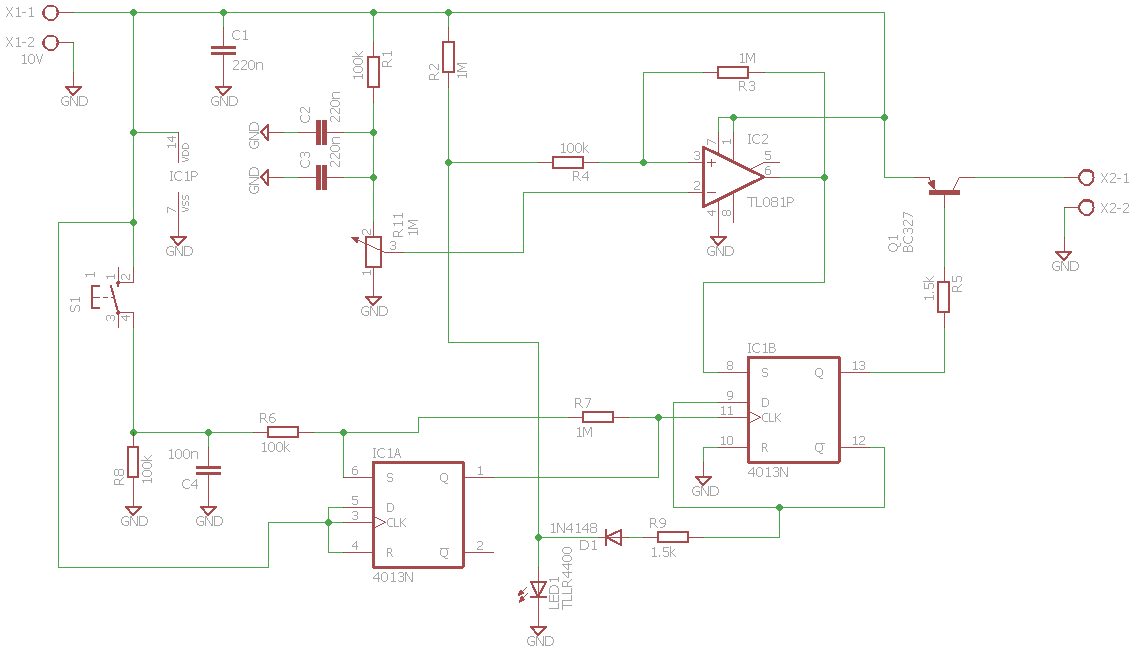 X1-1
X1-2
10V
GND
C1
220n
GND
100k
R1
R2
1M
C2
220n
GND
C3
220n
GND
R11
1M
2
3
1
GND
1M
R3
100k
R4
IC2
7
1
3
2
5
6
4
8
+
-
TL081P
GND
14
VDD
IC1P
7
VSS
GND
X2-1
X2-2
GND
Q1
BC327
1.5k
R5
S1
1
1
2
3
4
IC1B
8
S
Q
13
9
D
11
CLK
10
R
Q
12
4013N
GND
R6
100k
R7
1M
R8
100k
GND
100n
C4
GND
IC1A
6
S
Q
1
5
D
3
CLK
4
R
Q
2
4013N
1N4148
D1
R9
1.5k
LED1
TLLR4400
GND